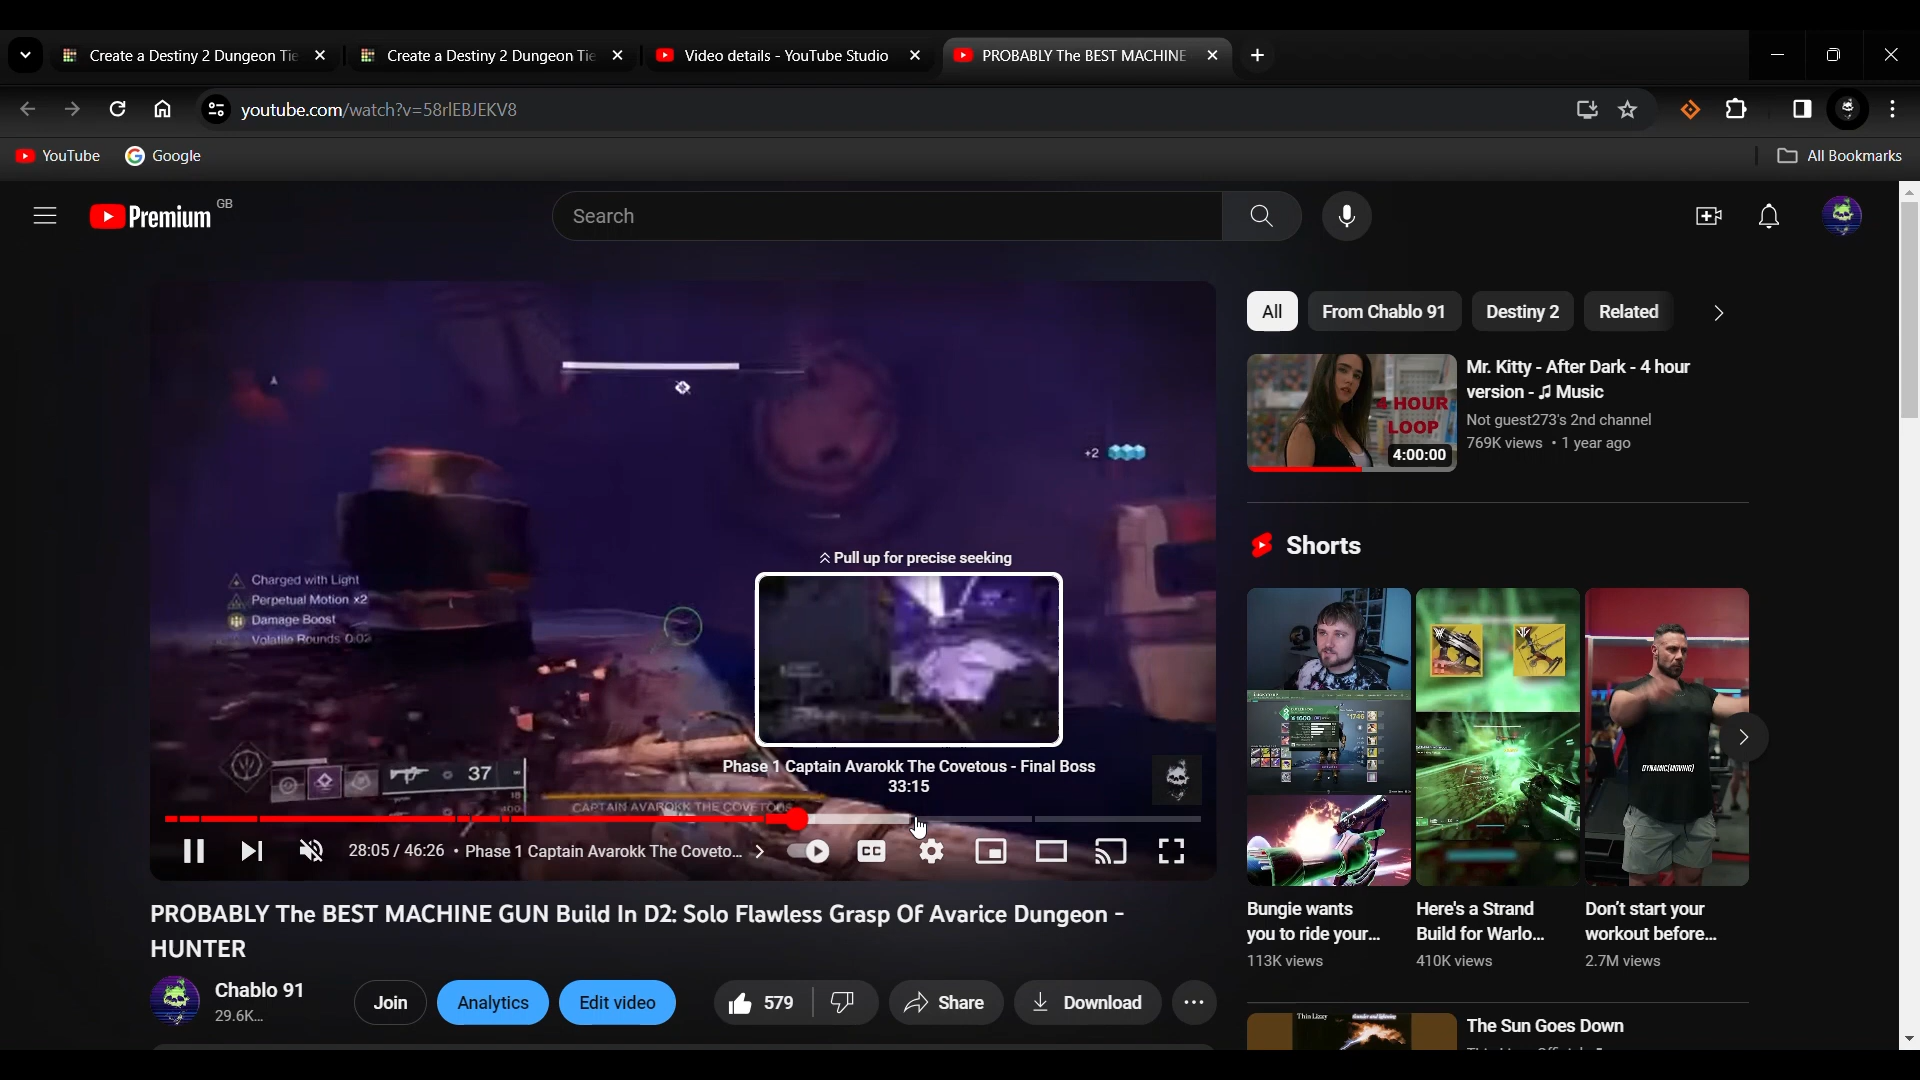 Create a Destiny 2 Dungeon Tie
Create a Destiny 2 Dungeon Tie
Video details - YouTube Studio
PROBABLY The BEST MACHINE
youtube.com/watch?v=58rlEBJEKV8
YouTube
Google
All Bookmarks
Premium GB
Search
+2
Charged with Light
Perpetual Motion x2
Damage Boost
Volatile Rounds 0:02
37
CAPTAIN AVAROKK THE COVETOUS
Pull up for precise seeking
Phase 1 Captain Avarokk The Covetous - Final Boss
33:15
28:05 / 46:26 • Phase 1 Captain Avarokk The Coveto...
CC
PROBABLY The BEST MACHINE GUN Build In D2: Solo Flawless Grasp Of Avarice Dungeon -
HUNTER
Chablo 91
29.6K...
Join
Analytics
Edit video
579
Share
Download
All
From Chablo 91
Destiny 2
Related
4 HOUR
LOOP
4:00:00
Mr. Kitty - After Dark - 4 hour
version - ♫ Music
Not guest273's 2nd channel
769K views • 1 year ago
Shorts
DYNAMIC(MOVING)
Bungie wants
you to ride your...
113K views
Here's a Strand
Build for Warlo...
410K views
Don't start your
workout before...
2.7M views
Thin Lizzy
The Sun Goes Down